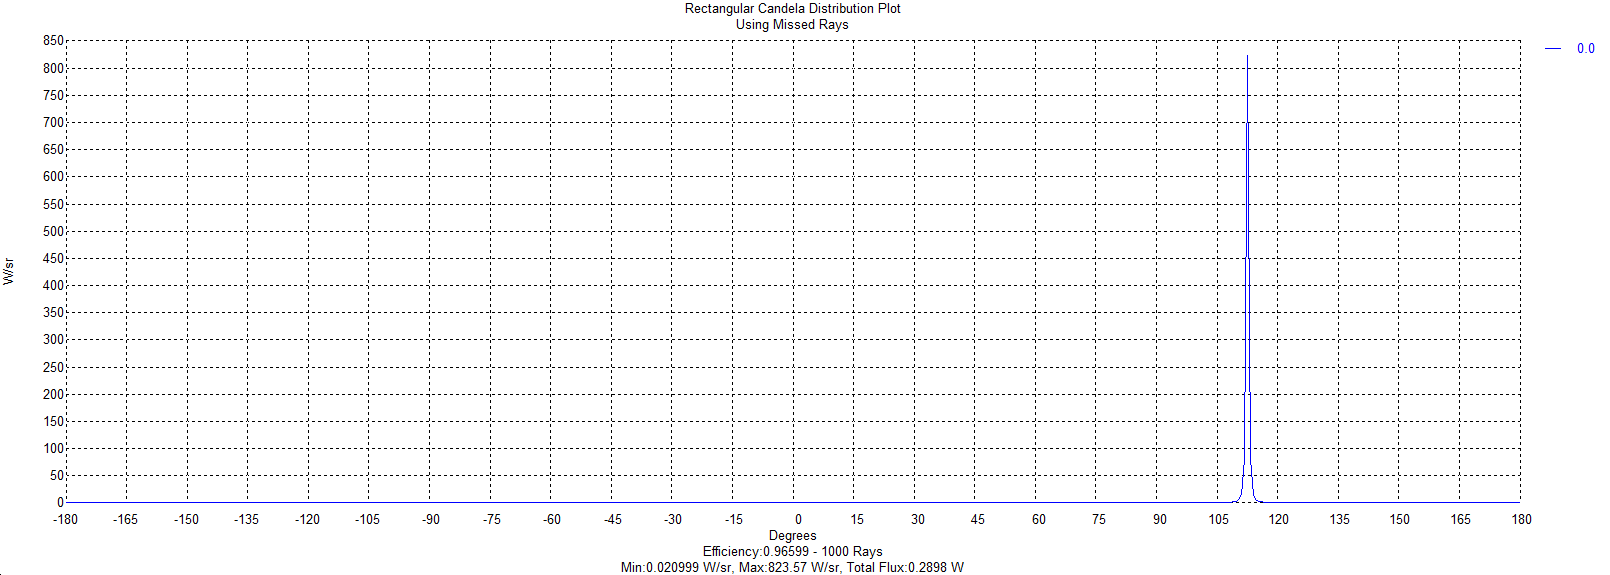 Rectangular Candela Distribution Plot
Using Missed Rays
850
800
750
700
650
600
550
500
450
400
350
300
250
200
150
100
50
0
W/sr
-180 -165 -150 -135 -120 -105 -90 -75 -60 -45 -30 -15 0 15 30 45 60 75 90 105 120 135 150 165 180
Degrees
Efficiency:0.96599 - 1000 Rays
Min:0.020999 W/sr, Max:823.57 W/sr, Total Flux:0.2898 W
0.0